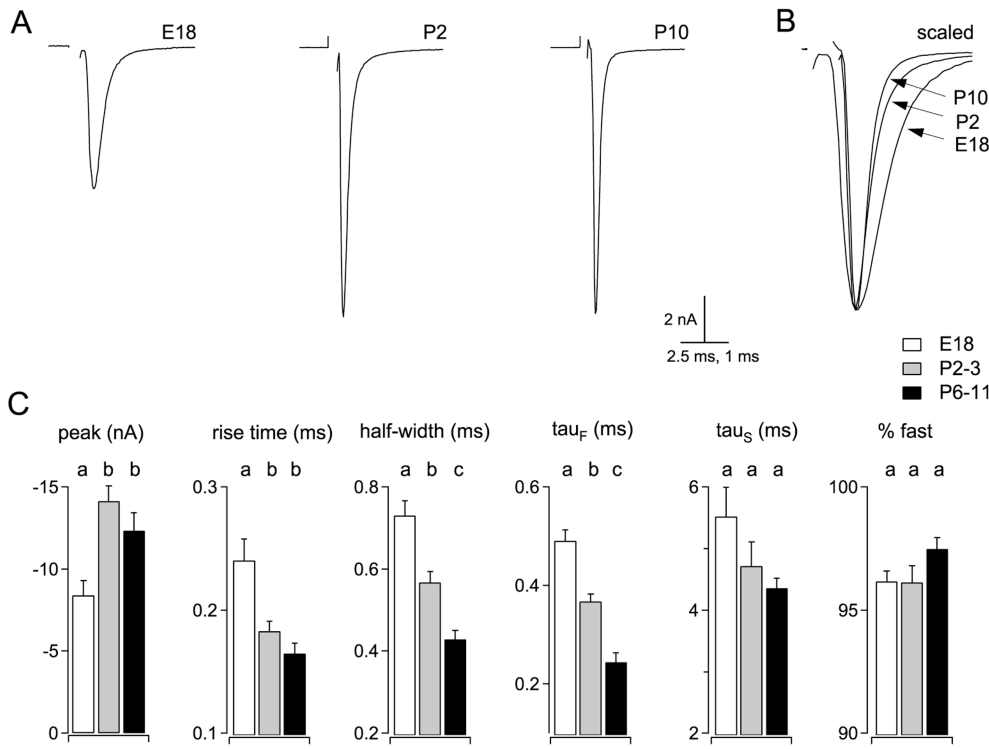 A E18 P2 P10 B scaled
P10
P2
E18
2 nA
2.5 ms, 1 ms
E18
P2-3
P6-11
C
peak (nA) rise time (ms) half-width (ms) tauF (ms) tauS (ms) % fast
a b b a b b a b c a b c a a a a a a
-15 0.3 0.8 0.6 6 100
-10
0.2 0.6 0.4 4 95
-5 0.4
0.2
0 0.1 0.2 2 90